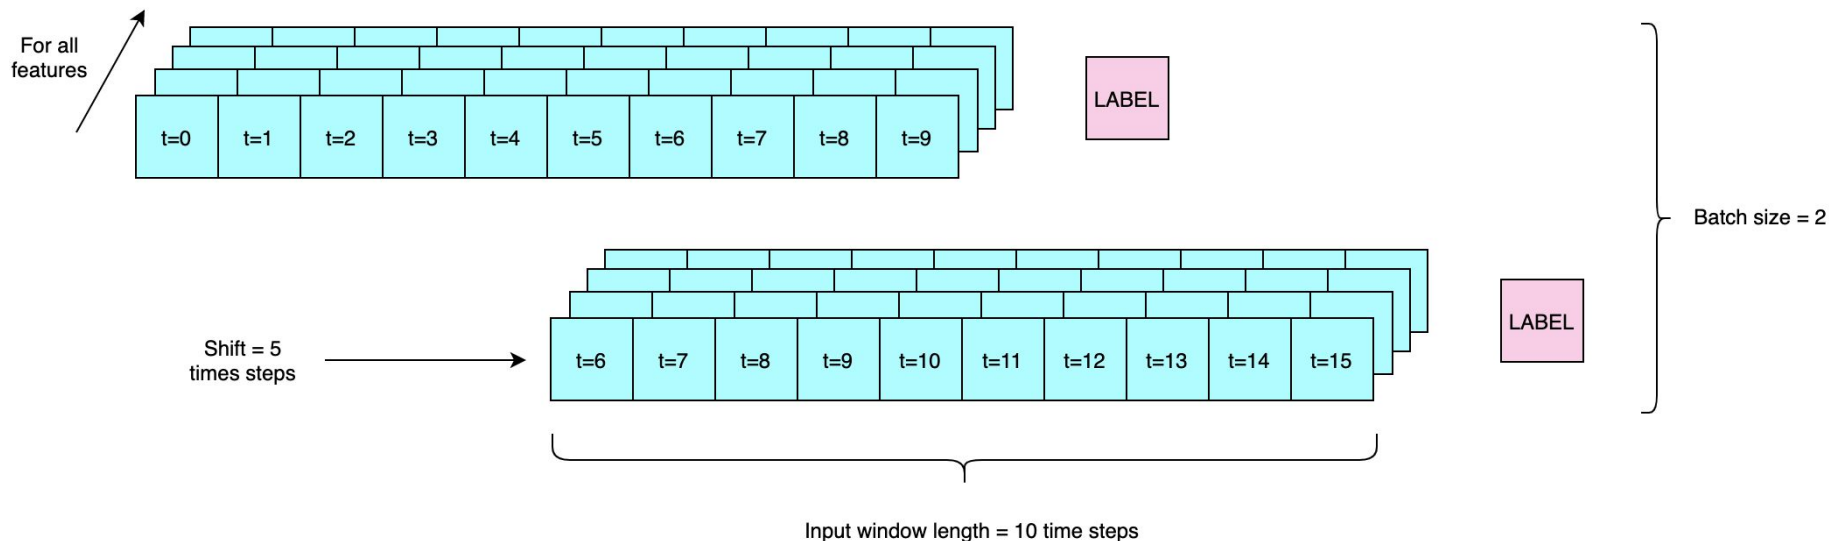 For all
features
t=0 t=1 t=2 t=3 t=4 t=5 t=6 t=7 t=8 t=9
LABEL
Batch size = 2
Shift = 5
times steps
t=6 t=7 t=8 t=9 t=10 t=11 t=12 t=13 t=14 t=15
LABEL
Input window length = 10 time steps